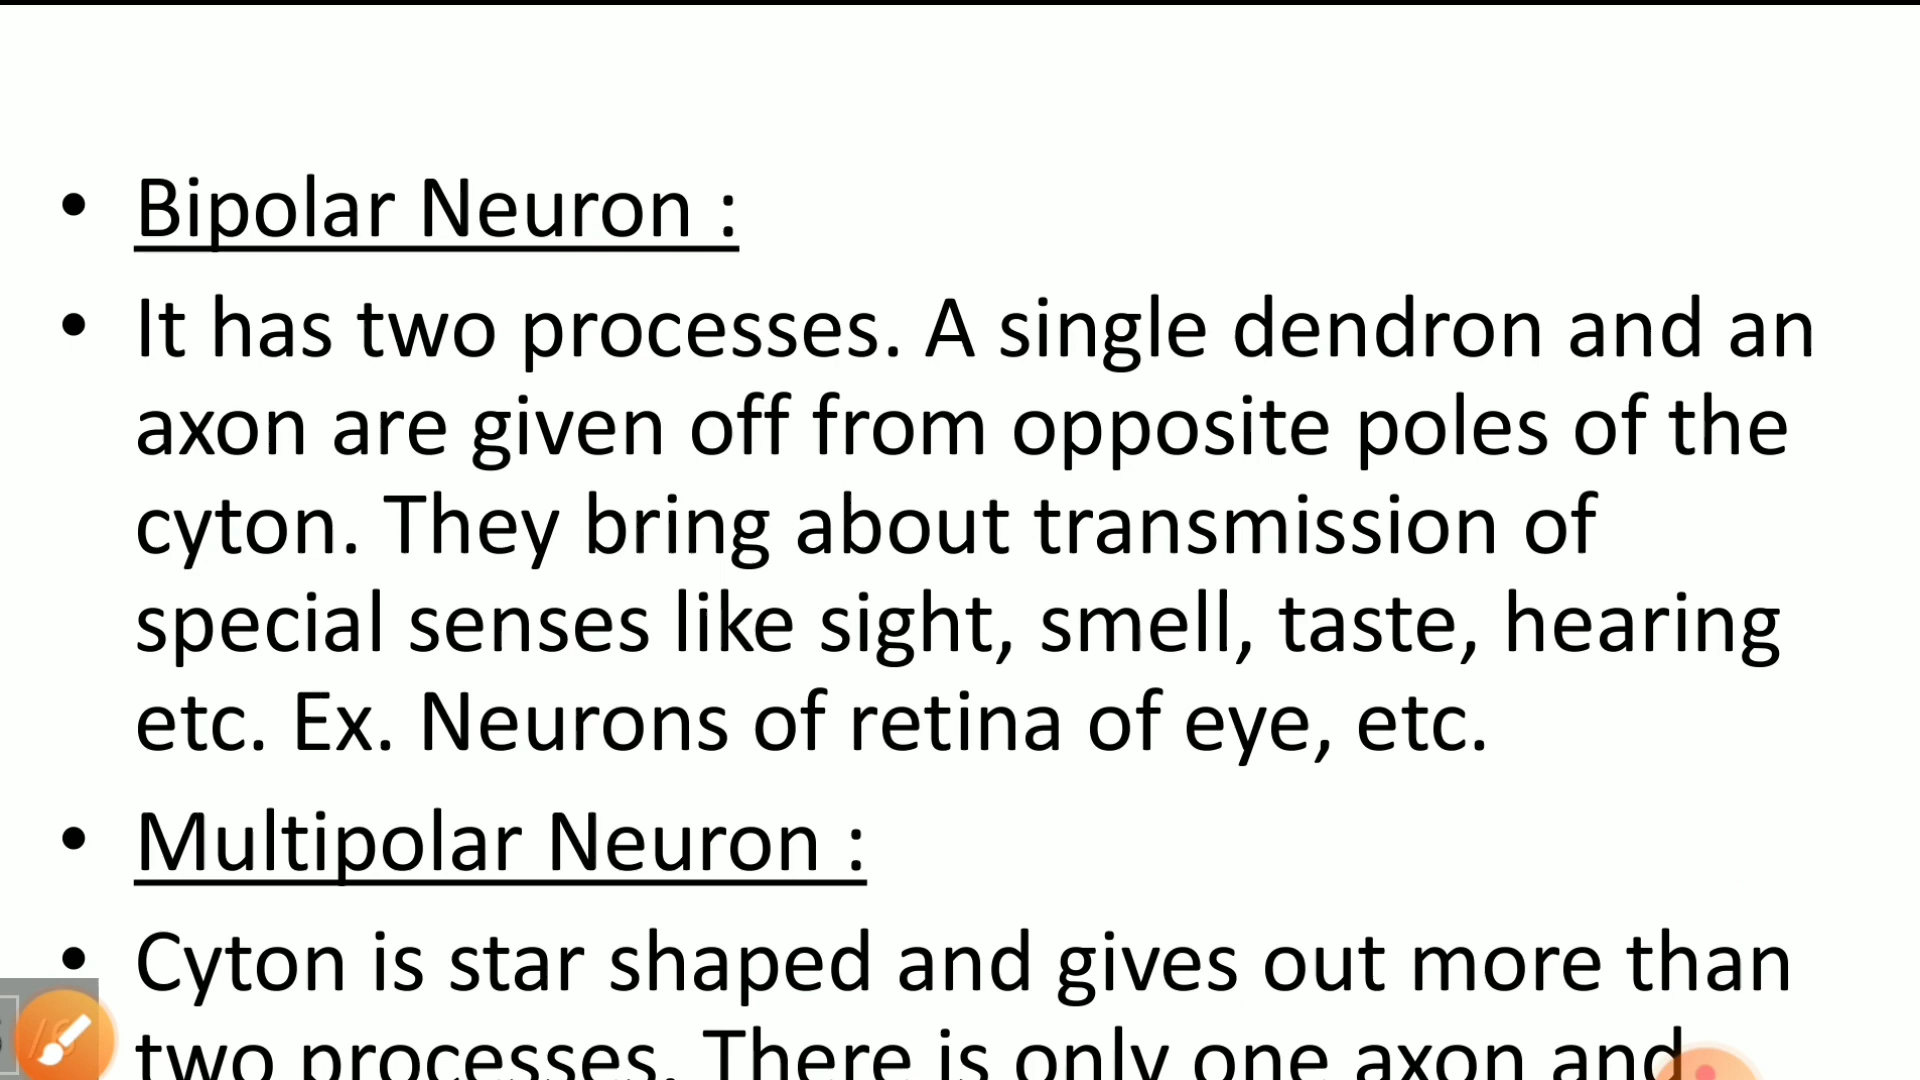 • Bipolar Neuron :
• It has two processes. A single dendron and an
axon are given off from opposite poles of the
cyton. They bring about transmission of
special senses like sight, smell, taste, hearing
etc. Ex. Neurons of retina of eye, etc.
• Multipolar Neuron :
• Cyton is star shaped and gives out more than
two processes. There is only one axon and